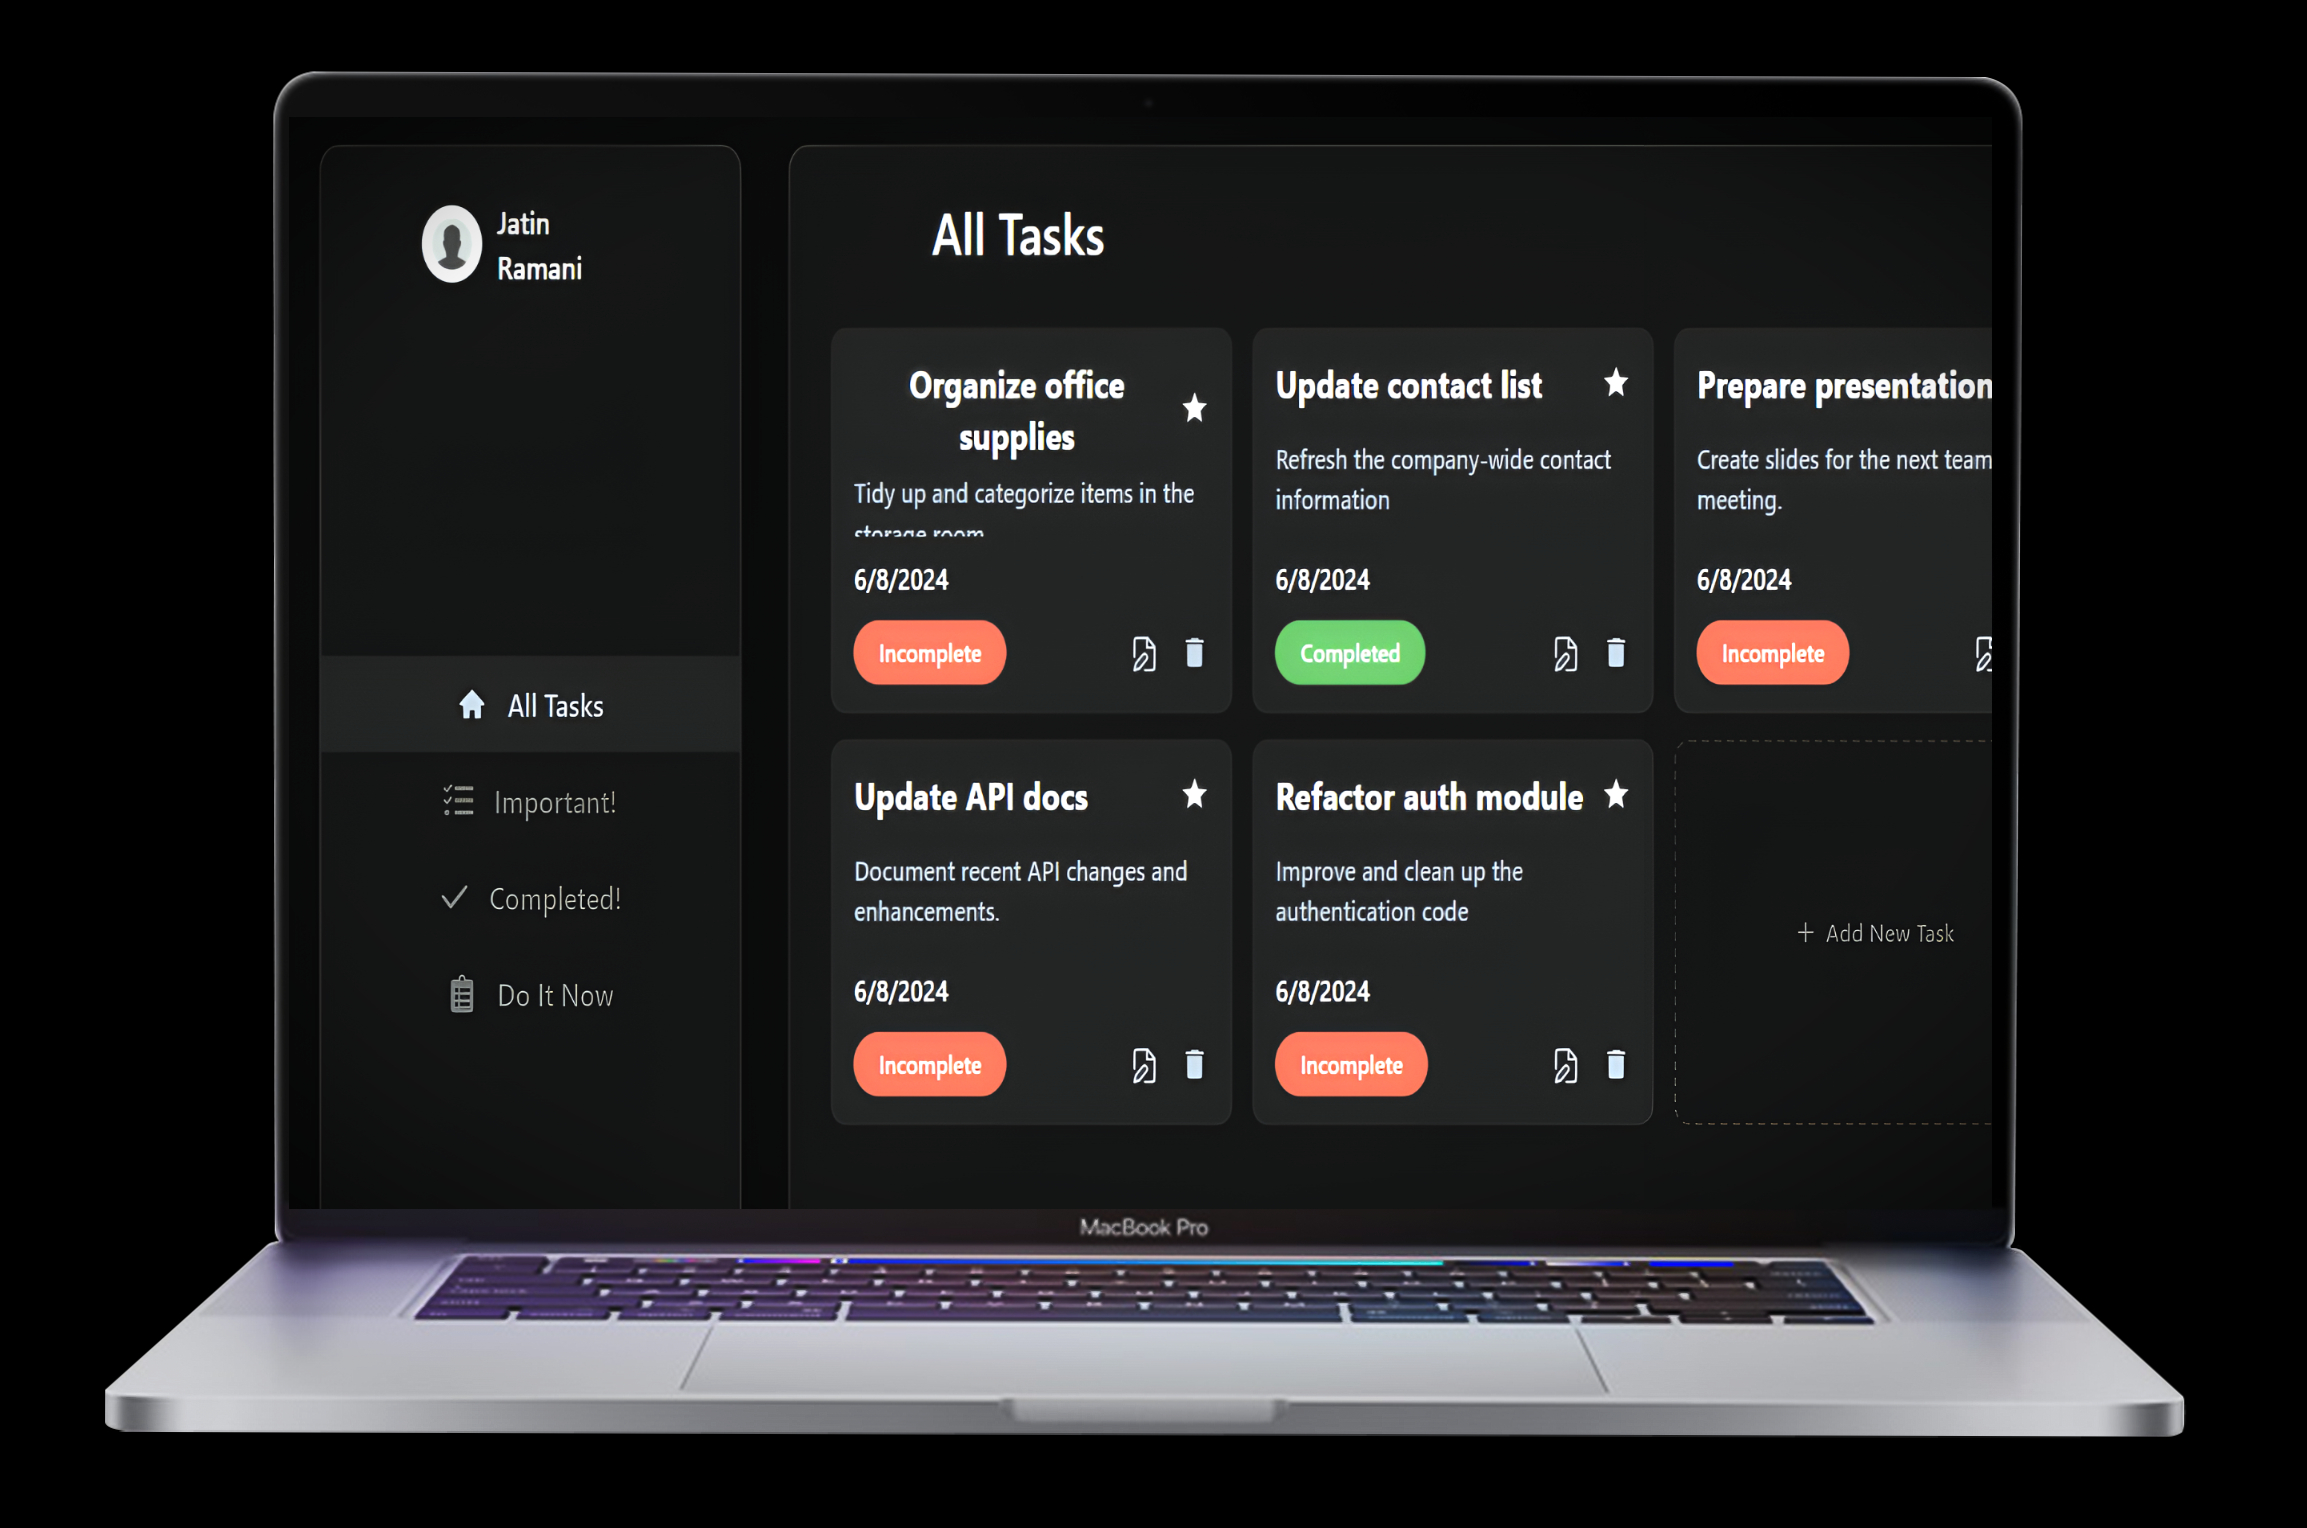 Jatin
Ramani
All Tasks
Important!
Completed!
Do It Now
All Tasks
Organize office
supplies
Tidy up and categorize items in the
storage room
6/8/2024
Incomplete
Update contact list
Refresh the company-wide contact
information
6/8/2024
Completed
Prepare presentation
Create slides for the next team
meeting.
6/8/2024
Incomplete
Update API docs
Document recent API changes and
enhancements.
6/8/2024
Incomplete
Refactor auth module
Improve and clean up the
authentication code
6/8/2024
Incomplete
+ Add New Task
MacBook Pro